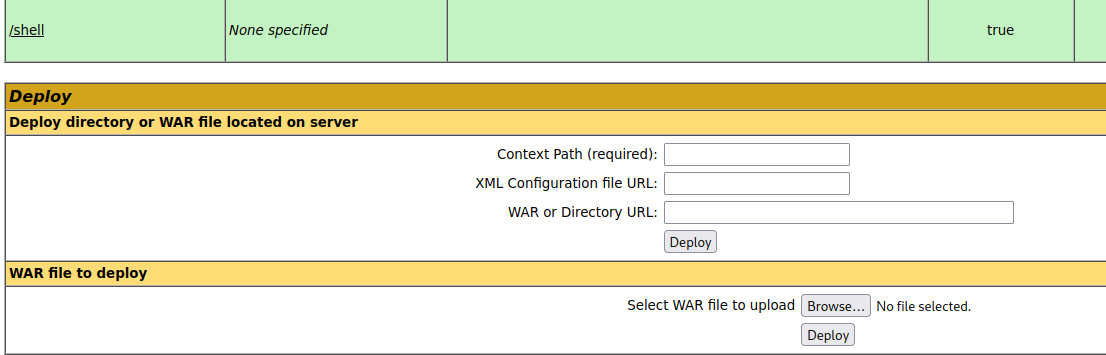 /shell None specified true
Deploy
Deploy directory or WAR file located on server
Context Path (required):
XML Configuration file URL:
WAR or Directory URL:
Deploy
WAR file to deploy
Select WAR file to upload Browse... No file selected.
Deploy